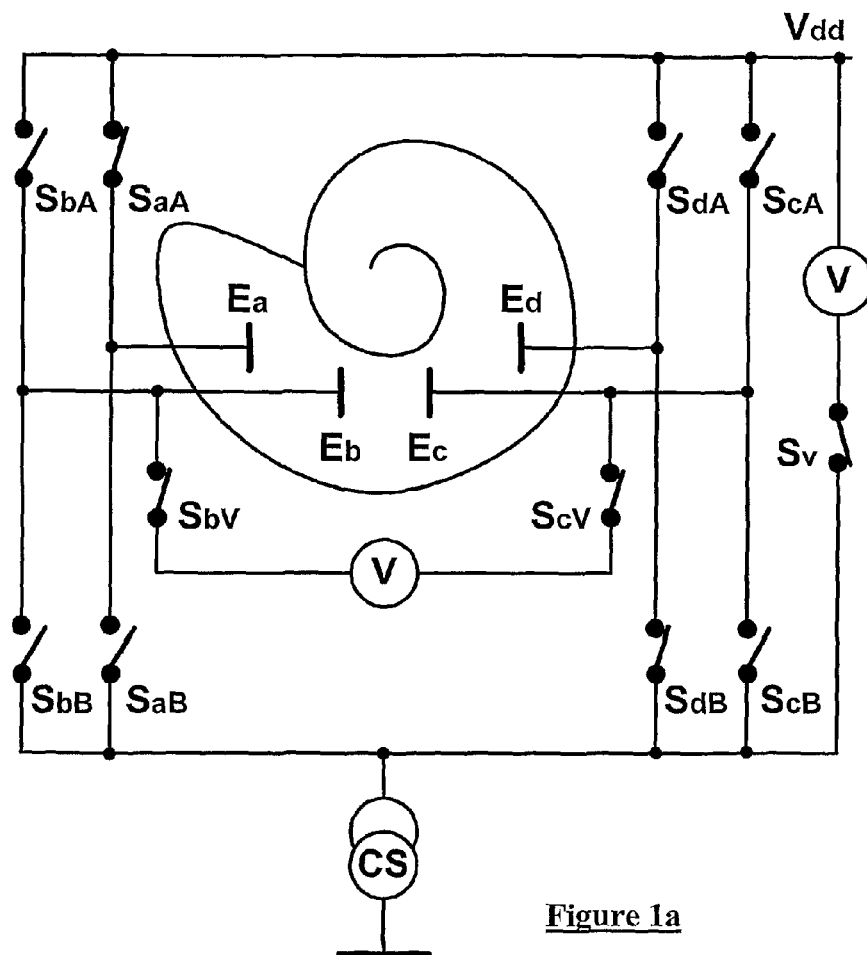 Vdd
SbA SaA SdA ScA
V
Ea Ed
Eb Ec
Sv
SbV ScV
V
SbB SaB SdB ScB
CS
Figure 1a